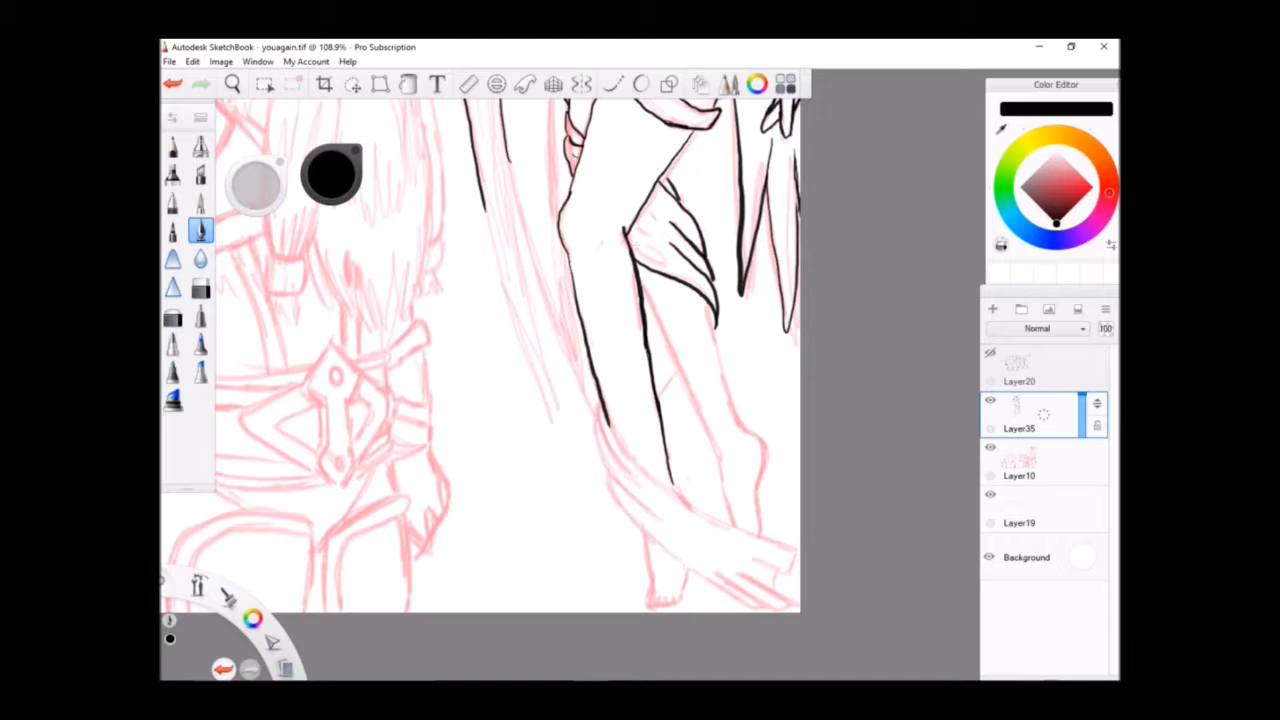 Autodesk SketchBook - youagain.tif @ 108.9% - Pro Subscription
File Edit Image Window My Account Help
T
Color Editor
Normal 100
Layer20
Layer35
Layer10
Layer19
Background